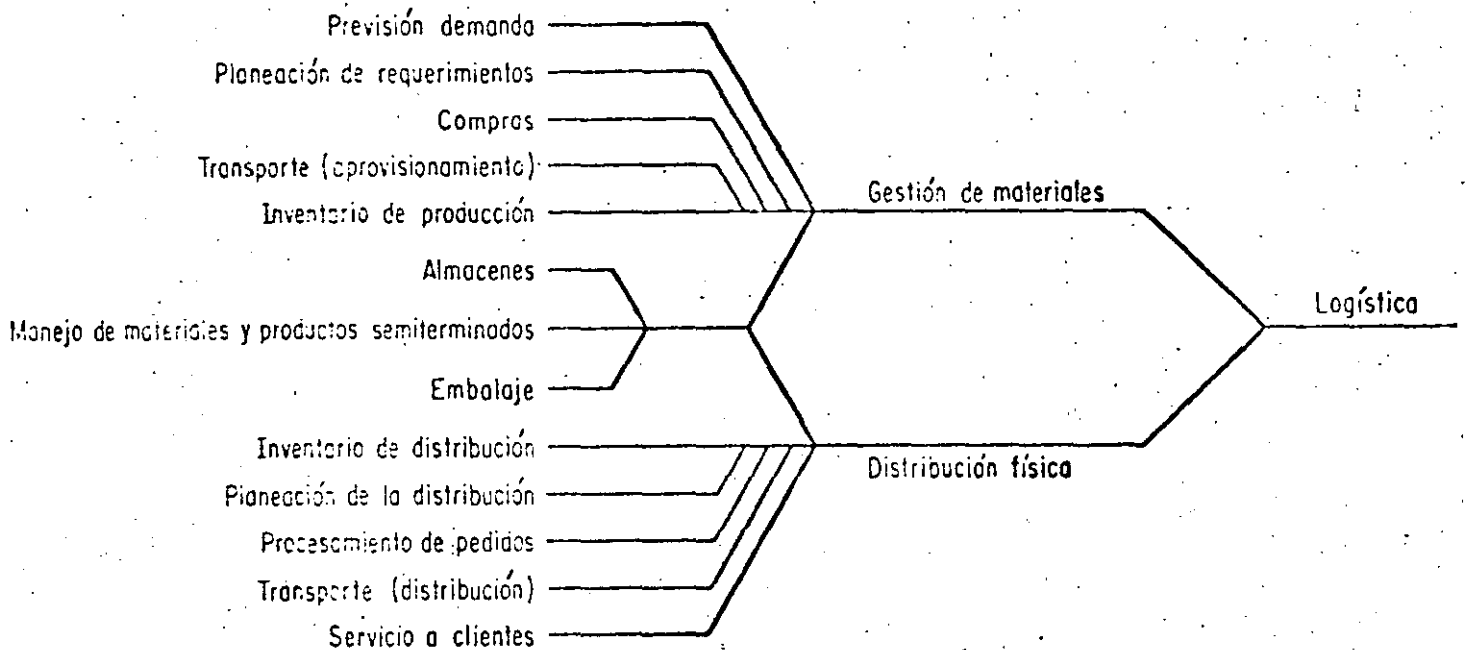 Previsión demanda
Planeación de requerimientos
Compras
Transporte (aprovisionamiento)
Inventario de producción
Gestión de materiales
Almacenes
Logística
Manejo de materiales y productos semiterminados
Embalaje
Inventario de distribución
Distribución física
Planeación de la distribución
Procesamiento de pedidos
Transporte (distribución)
Servicio a clientes